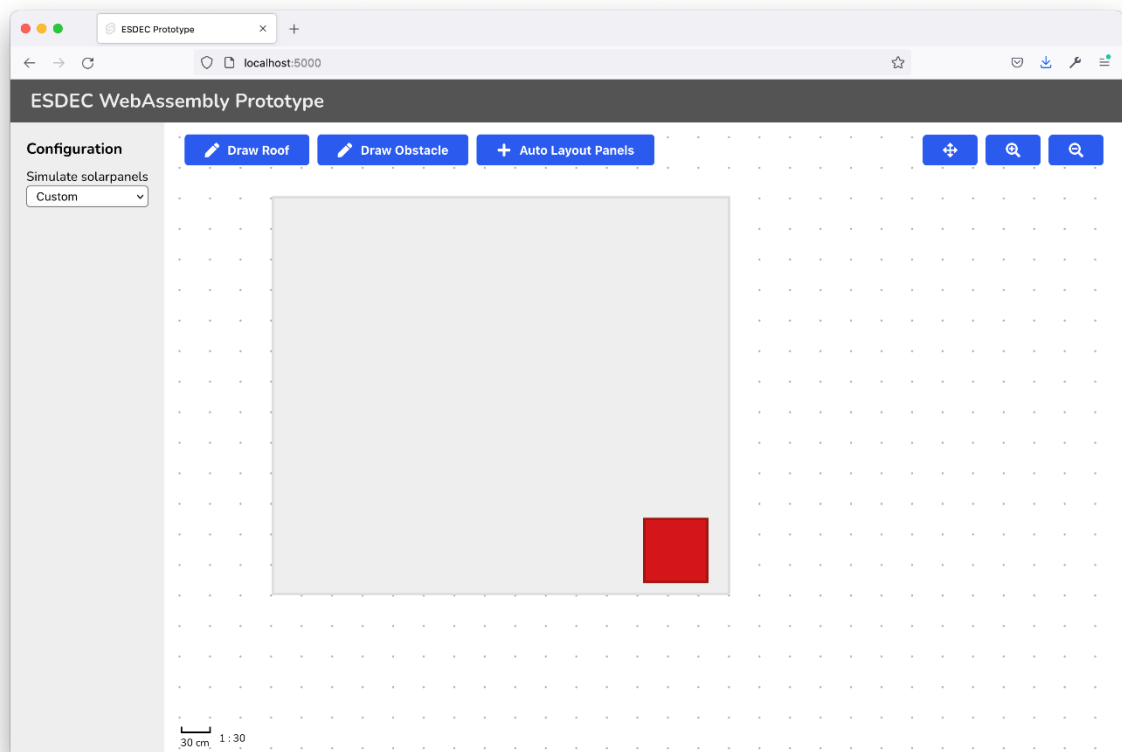 ESDEC Prototype
localhost:5000
ESDEC WebAssembly Prototype
Configuration
Simulate solarpanels
Custom
Draw Roof
Draw Obstacle
Auto Layout Panels
30 cm
1 : 30